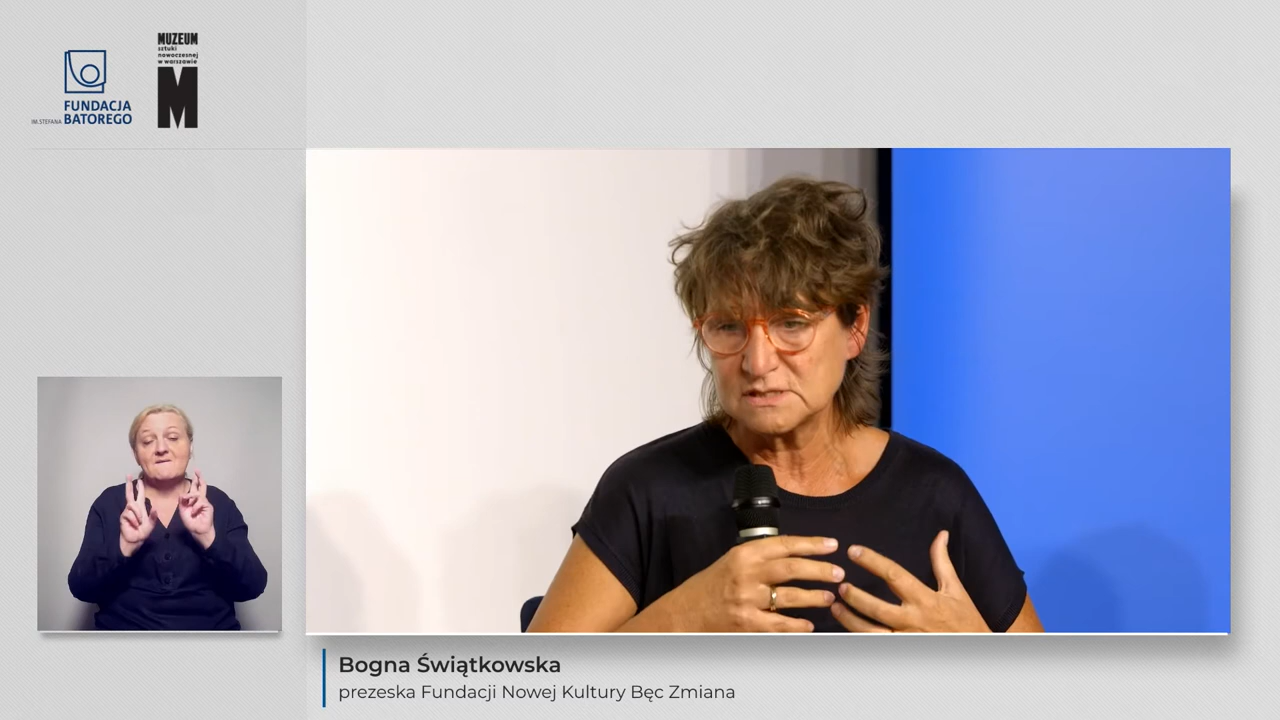 MUZEUM
sztuki
nowoczesnej
w warszawie
M
FUNDACJA
IM. STEFANA BATOREGO
Bogna Świątkowska
prezeska Fundacji Nowej Kultury Bęc Zmiana